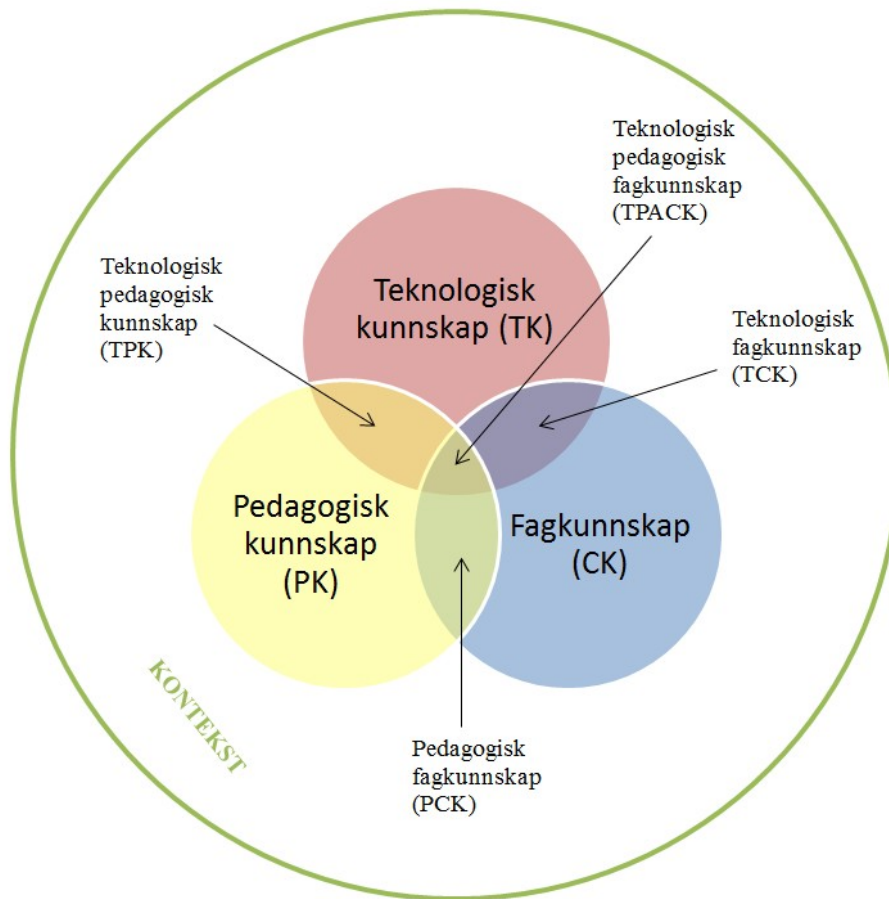 Teknologisk
pedagogisk
fagkunnskap
(TPACK)
Teknologisk
pedagogisk
kunnskap
(TPK)
Teknologisk
kunnskap (TK)
Teknologisk
fagkunnskap
(TCK)
Pedagogisk
kunnskap
(PK)
Fagkunnskap
(CK)
KONTEKST
Pedagogisk
fagkunnskap
(PCK)